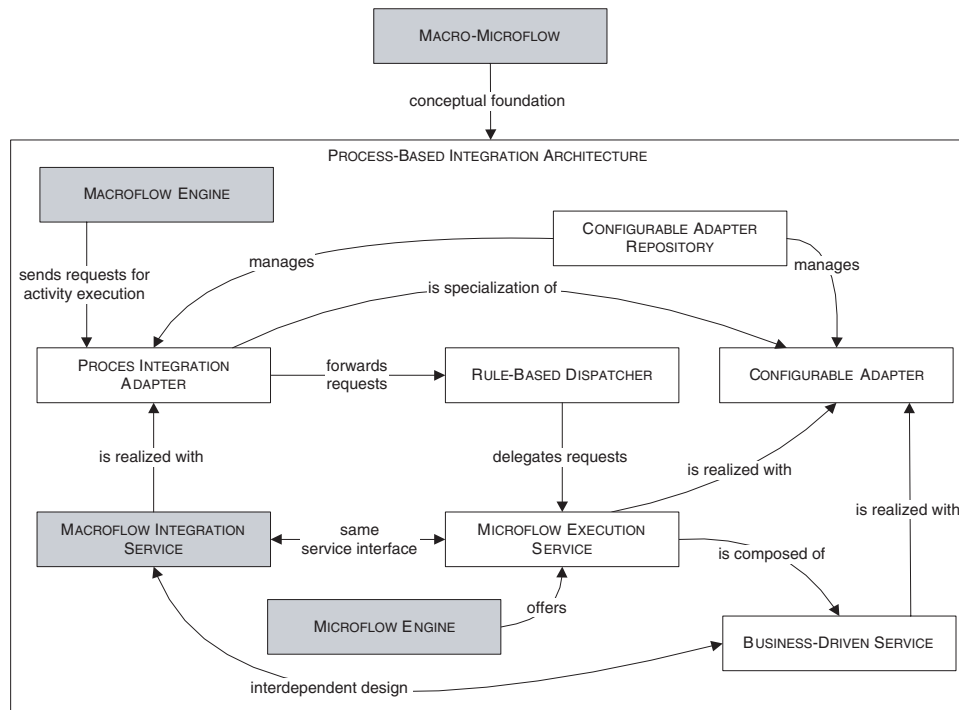 MACRO-MICROFLOW
conceptual foundation
PROCESS-BASED INTEGRATION ARCHITECTURE
MACROFLOW ENGINE
CONFIGURABLE ADAPTER
REPOSITORY
manages
manages
sends requests for
activity execution
is specialization of
PROCES INTEGRATION
ADAPTER
forwards
requests
RULE-BASED DISPATCHER
CONFIGURABLE ADAPTER
is realized with
delegates requests
is realized with
is realized with
MACROFLOW INTEGRATION
SERVICE
same
service interface
MICROFLOW EXECUTION
SERVICE
is composed of
MICROFLOW ENGINE
offers
BUSINESS-DRIVEN SERVICE
interdependent design